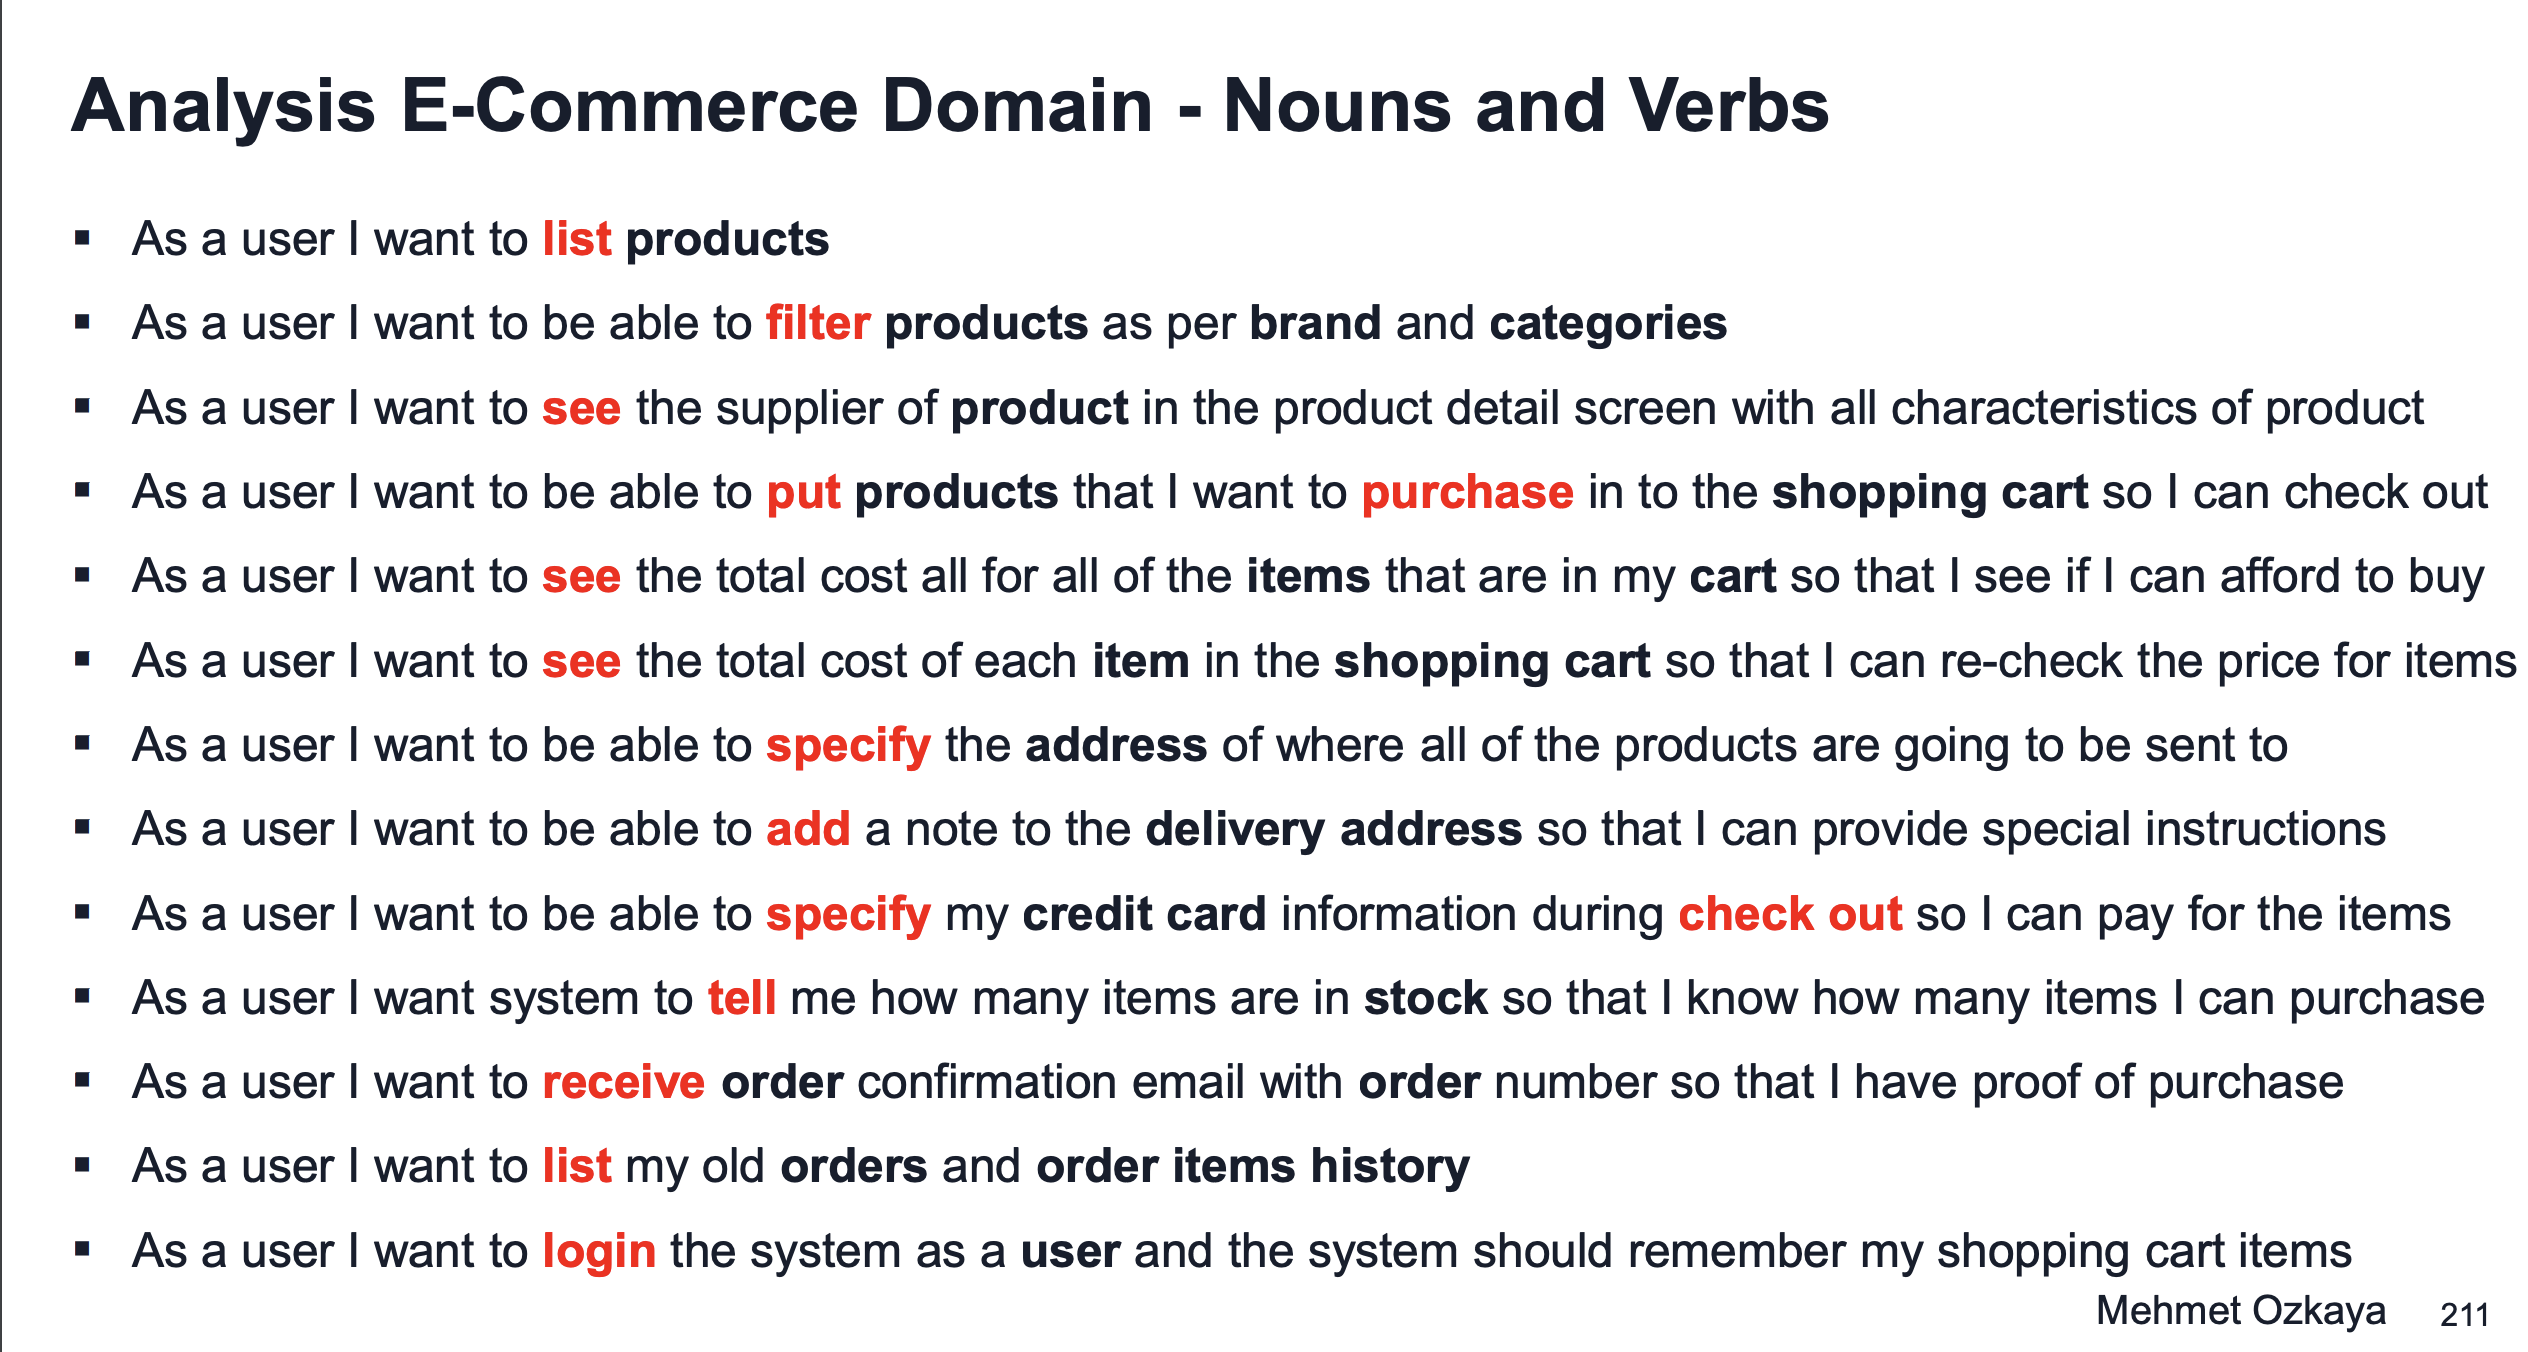 Analysis E-Commerce Domain - Nouns and Verbs
▪ As a user I want to list products
▪ As a user I want to be able to filter products as per brand and categories
▪ As a user I want to see the supplier of product in the product detail screen with all characteristics of product
▪ As a user I want to be able to put products that I want to purchase in to the shopping cart so I can check out
▪ As a user I want to see the total cost all for all of the items that are in my cart so that I see if I can afford to buy
▪ As a user I want to see the total cost of each item in the shopping cart so that I can re-check the price for items
▪ As a user I want to be able to specify the address of where all of the products are going to be sent to
▪ As a user I want to be able to add a note to the delivery address so that I can provide special instructions
▪ As a user I want to be able to specify my credit card information during check out so I can pay for the items
▪ As a user I want system to tell me how many items are in stock so that I know how many items I can purchase
▪ As a user I want to receive order confirmation email with order number so that I have proof of purchase
▪ As a user I want to list my old orders and order items history
▪ As a user I want to login the system as a user and the system should remember my shopping cart items
Mehmet Ozkaya 211